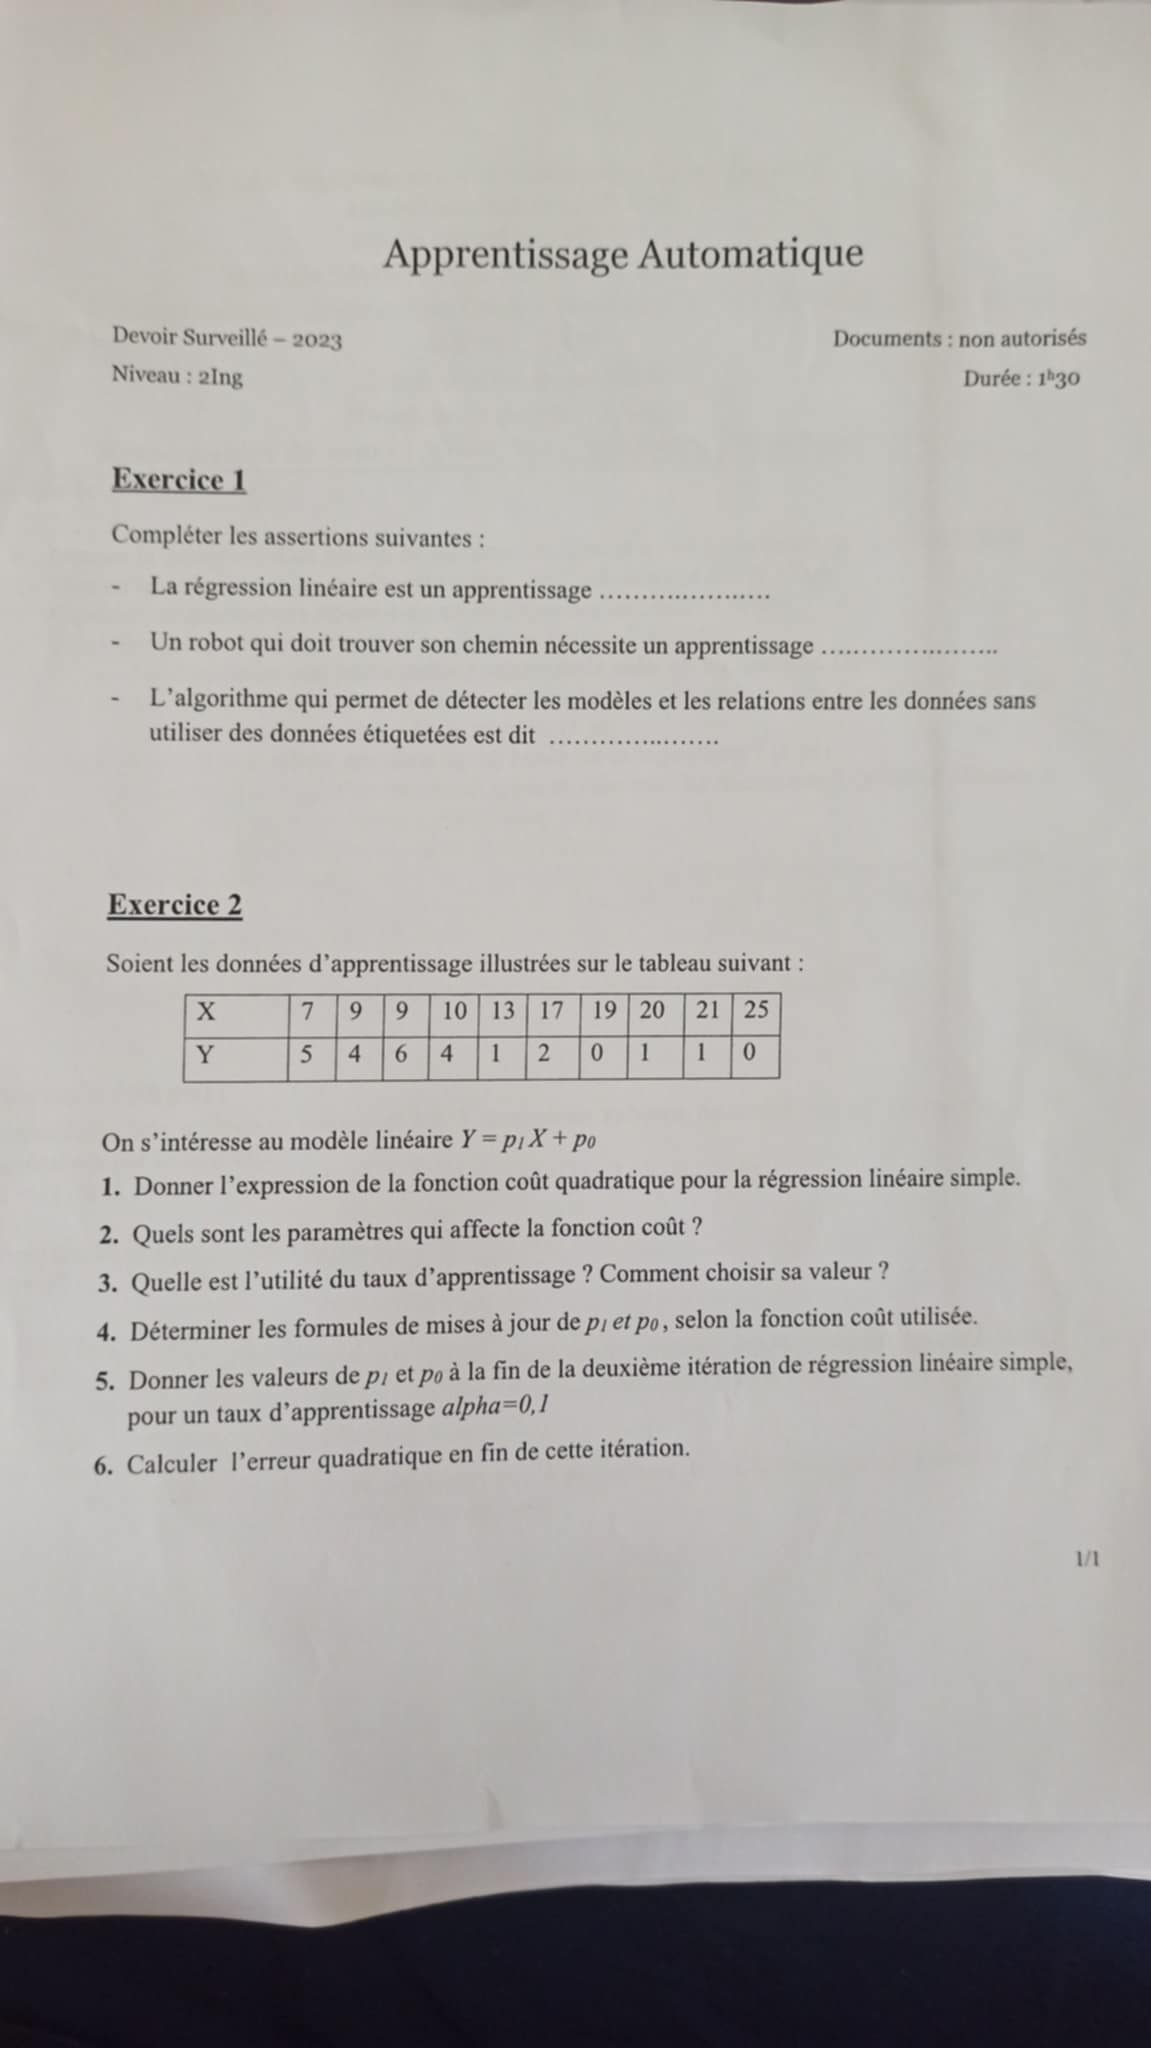 Apprentissage Automatique
Devoir Surveillé – 2023
Documents : non autorisés
Niveau : 2Ing
Durée : 1h30
Exercice 1
Compléter les assertions suivantes :
- La régression linéaire est un apprentissage ........................
- Un robot qui doit trouver son chemin nécessite un apprentissage ........................
- L'algorithme qui permet de détecter les modèles et les relations entre les données sans
utiliser des données étiquetées est dit ........................
Exercice 2
Soient les données d'apprentissage illustrées sur le tableau suivant :
X 7 9 9 10 13 17 19 20 21 25
Y 5 4 6 4 1 2 0 1 1 0
On s'intéresse au modèle linéaire Y = p1 X + p0
1. Donner l'expression de la fonction coût quadratique pour la régression linéaire simple.
2. Quels sont les paramètres qui affecte la fonction coût ?
3. Quelle est l'utilité du taux d'apprentissage ? Comment choisir sa valeur ?
4. Déterminer les formules de mises à jour de p1 et p0, selon la fonction coût utilisée.
5. Donner les valeurs de p1 et p0 à la fin de la deuxième itération de régression linéaire simple,
pour un taux d'apprentissage alpha=0,1
6. Calculer l'erreur quadratique en fin de cette itération.
1/1